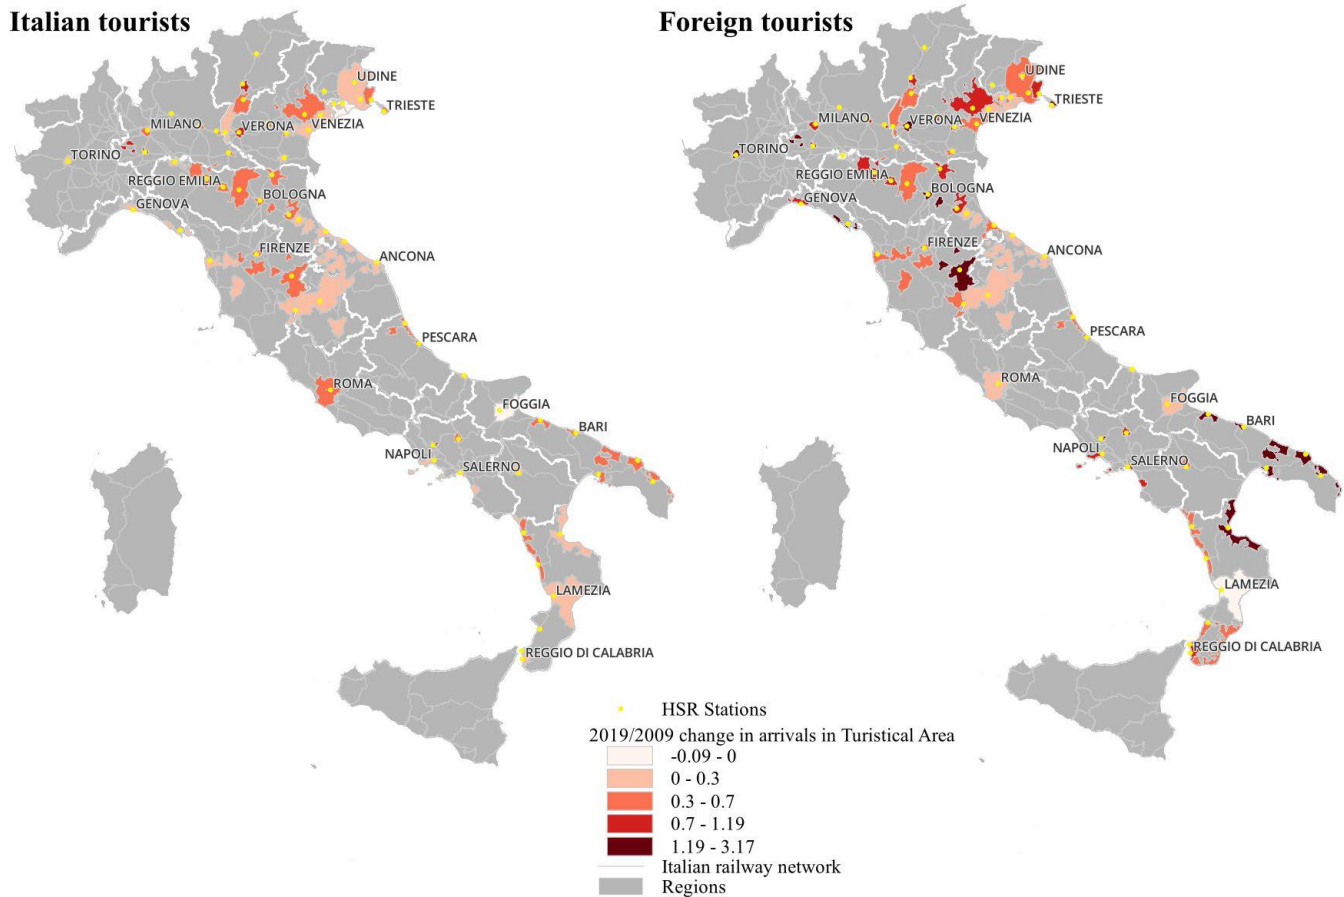 Italian tourists
Foreign tourists
UDINE
TRIESTE
MILANO
VERONA
VENEZIA
TORINO
REGGIO EMILIA
BOLOGNA
GENOVA
FIRENZE
ANCONA
PESCARA
ROMA
FOGGIA
BARI
NAPOLI
SALERNO
LAMEZIA
REGGIO DI CALABRIA
UDINE
TRIESTE
MILANO
VERONA
VENEZIA
TORINO
REGGIO EMILIA
BOLOGNA
GENOVA
FIRENZE
ANCONA
PESCARA
ROMA
FOGGIA
BARI
NAPOLI
SALERNO
LAMEZIA
REGGIO DI CALABRIA
HSR Stations
2019/2009 change in arrivals in Turistical Area
-0.09 - 0
0 - 0.3
0.3 - 0.7
0.7 - 1.19
1.19 - 3.17
Italian railway network
Regions